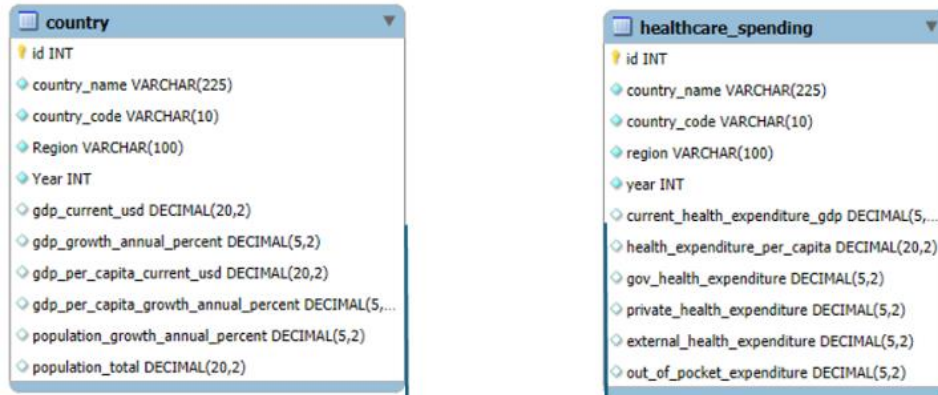 country
id INT
country_name VARCHAR(225)
country_code VARCHAR(10)
Region VARCHAR(100)
Year INT
gdp_current_usd DECIMAL(20,2)
gdp_growth_annual_percent DECIMAL(5,2)
gdp_per_capita_current_usd DECIMAL(20,2)
gdp_per_capita_growth_annual_percent DECIMAL(5,...
population_growth_annual_percent DECIMAL(5,2)
population_total DECIMAL(20,2)
healthcare_spending
id INT
country_name VARCHAR(225)
country_code VARCHAR(10)
region VARCHAR(100)
year INT
current_health_expenditure_gdp DECIMAL(5,...
health_expenditure_per_capita DECIMAL(20,2)
gov_health_expenditure DECIMAL(5,2)
private_health_expenditure DECIMAL(5,2)
external_health_expenditure DECIMAL(5,2)
out_of_pocket_expenditure DECIMAL(5,2)